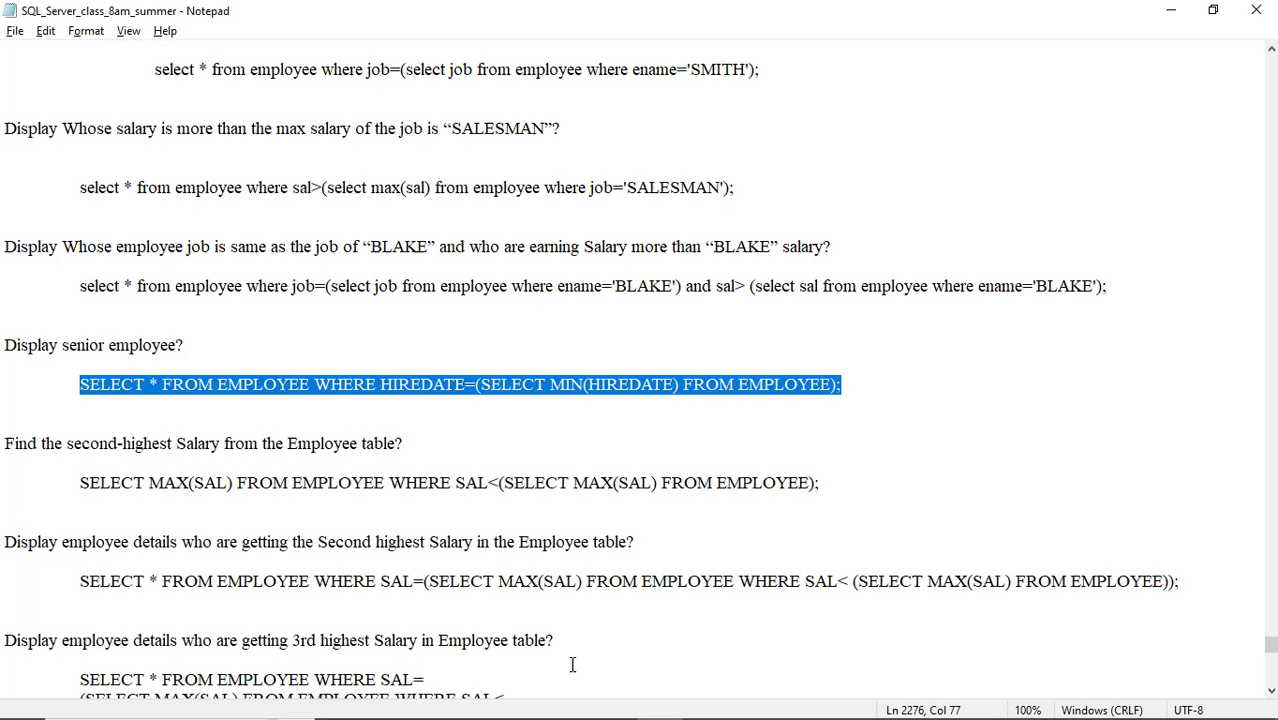 SQL_Server_class_8am_summer - Notepad
File Edit Format View Help
select * from employee where job=(select job from employee where ename='SMITH');
Display Whose salary is more than the max salary of the job is “SALESMAN”?
select * from employee where sal>(select max(sal) from employee where job='SALESMAN');
Display Whose employee job is same as the job of “BLAKE” and who are earning Salary more than “BLAKE” salary?
select * from employee where job=(select job from employee where ename='BLAKE') and sal> (select sal from employee where ename='BLAKE');
Display senior employee?
SELECT * FROM EMPLOYEE WHERE HIREDATE=(SELECT MIN(HIREDATE) FROM EMPLOYEE);
Find the second-highest Salary from the Employee table?
SELECT MAX(SAL) FROM EMPLOYEE WHERE SAL<(SELECT MAX(SAL) FROM EMPLOYEE);
Display employee details who are getting the Second highest Salary in the Employee table?
SELECT * FROM EMPLOYEE WHERE SAL=(SELECT MAX(SAL) FROM EMPLOYEE WHERE SAL< (SELECT MAX(SAL) FROM EMPLOYEE));
Display employee details who are getting 3rd highest Salary in Employee table?
SELECT * FROM EMPLOYEE WHERE SAL=
(SELECT MAX(SAL) FROM EMPLOYEE WHERE SAL<
Ln 2276, Col 77 100% Windows (CRLF) UTF-8